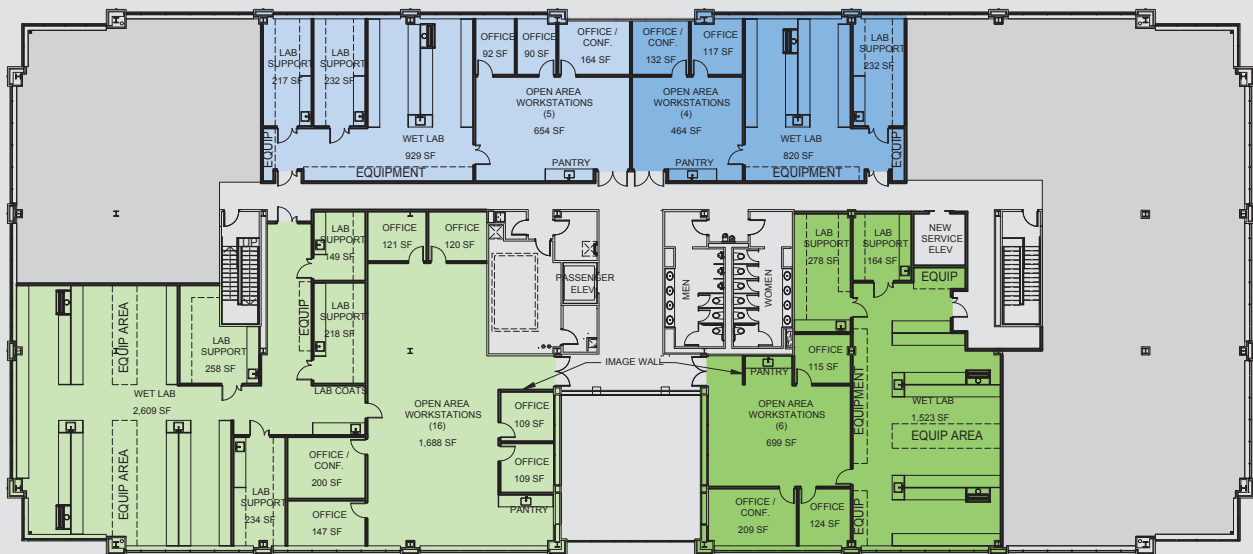 LAB
SUPPORT
217 SF
LAB
SUPPORT
232 SF
WET LAB
929 SF
EQUIP
EQUIPMENT
OFFICE
92 SF
OFFICE
90 SF
OFFICE /
CONF.
164 SF
OPEN AREA
WORKSTATIONS
(5)
654 SF
PANTRY
OFFICE /
CONF.
132 SF
OFFICE
117 SF
OPEN AREA
WORKSTATIONS
(4)
464 SF
PANTRY
WET LAB
820 SF
EQUIPMENT
LAB
SUPPORT
232 SF
EQUIP
LAB
SUPPORT
149 SF
OFFICE
121 SF
OFFICE
120 SF
EQUIP
LAB
SUPPORT
218 SF
LAB COATS
EQUIP AREA
LAB
SUPPORT
258 SF
WET LAB
2,609 SF
EQUIP AREA
LAB
SUPPORT
234 SF
OFFICE /
CONF.
200 SF
OFFICE
147 SF
OPEN AREA
WORKSTATIONS
(16)
1,688 SF
OFFICE
109 SF
OFFICE
109 SF
PANTRY
PASSENGER
ELEV.
IMAGE WALL
MEN
WOMEN
LAB
SUPPORT
278 SF
LAB
SUPPORT
164 SF
NEW
SERVICE
ELEV
EQUIP
OFFICE
115 SF
PANTRY
OPEN AREA
WORKSTATIONS
(6)
699 SF
EQUIPMENT
WET LAB
1,523 SF
EQUIP AREA
OFFICE /
CONF.
209 SF
OFFICE
124 SF
EQUIP